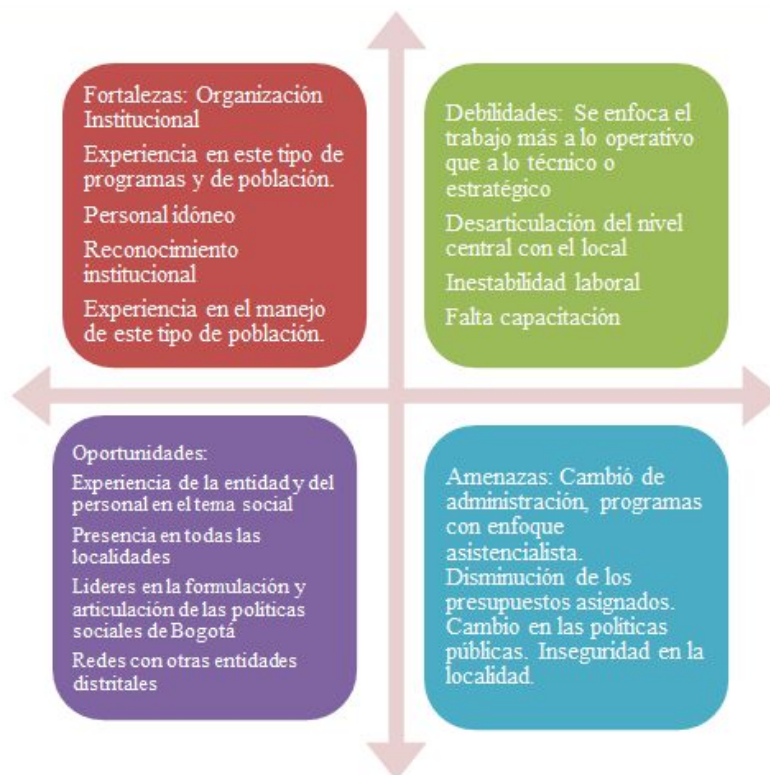 Fortalezas: Organización
Institucional
Experiencia en este tipo de
programas y de población.
Personal idóneo
Reconocimiento
institucional
Experiencia en el manejo
de este tipo de población.
Debilidades: Se enfoca el
trabajo más a lo operativo
que a lo técnico o
estratégico
Desarticulación del nivel
central con el local
Inestabilidad laboral
Falta capacitación
Oportunidades:
Experiencia de la entidad y del
personal en el tema social
Presencia en todas las
localidades
Lideres en la formulación y
articulación de las políticas
sociales de Bogotá
Redes con otras entidades
distritales
Amenazas: Cambió de
administración, programas
con enfoque
asistencialista.
Disminución de los
presupuestos asignados.
Cambio en las políticas
públicas. Inseguridad en la
localidad.